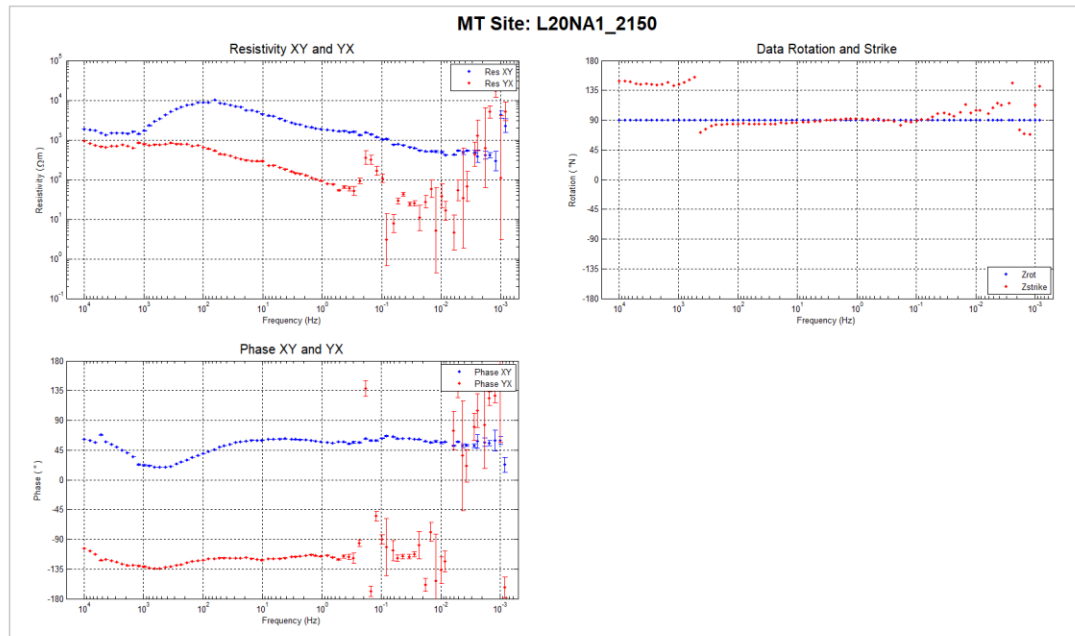 MT Site: L20NA1_2150
Resistivity XY and YX
10^5
10^4
10^3
10^2
10^1
10^0
10^-1
Resistivity (Ωm)
Res XY
Res YX
10^4 10^3 10^2 10^1 10^0 10^-1 10^-2 10^-3
Frequency (Hz)
Data Rotation and Strike
180
135
90
45
0
-45
-90
-135
-180
Rotation ( °N)
Zrot
Zstrike
10^4 10^3 10^2 10^1 10^0 10^-1 10^-2 10^-3
Frequency (Hz)
Phase XY and YX
180
135
90
45
0
-45
-90
-135
-180
Phase ( °)
Phase XY
Phase YX
10^4 10^3 10^2 10^1 10^0 10^-1 10^-2 10^-3
Frequency (Hz)